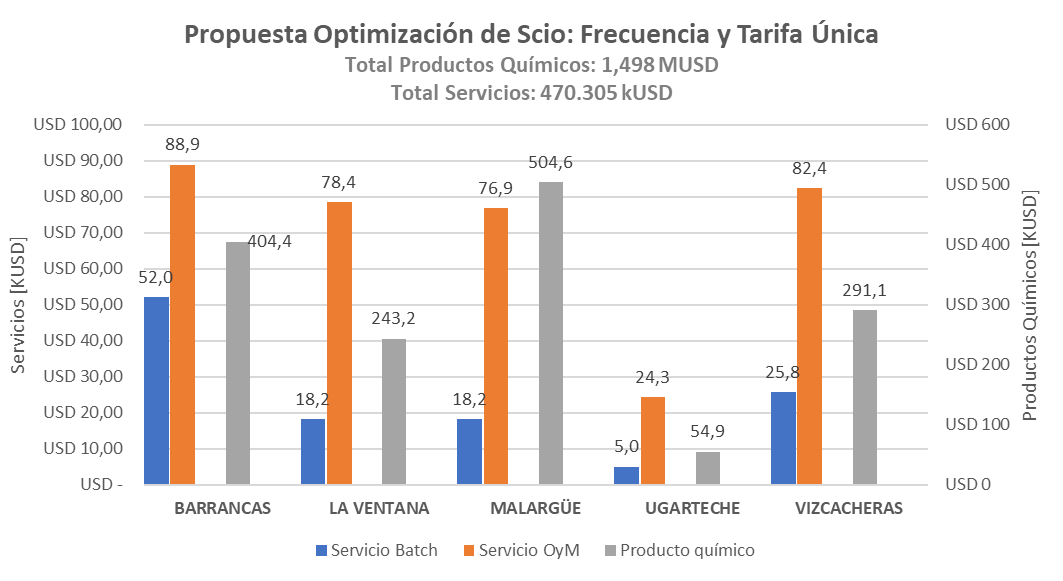 Propuesta Optimización de Scio: Frecuencia y Tarifa Única
Total Productos Químicos: 1,498 MUSD
Total Servicios: 470.305 kUSD
Servicios [KUSD]
USD 100,00
USD 90,00
USD 80,00
USD 70,00
USD 60,00
USD 50,00
USD 40,00
USD 30,00
USD 20,00
USD 10,00
USD -
52,0
88,9
404,4
18,2
78,4
243,2
18,2
76,9
504,6
5,0
24,3
54,9
25,8
82,4
291,1
USD 600
USD 500
USD 400
USD 300
USD 200
USD 100
USD 0
Productos Químicos [KUSD]
BARRANCAS
LA VENTANA
MALARGÜE
UGARTECHE
VIZCACHERAS
Servicio Batch
Servicio OyM
Producto químico